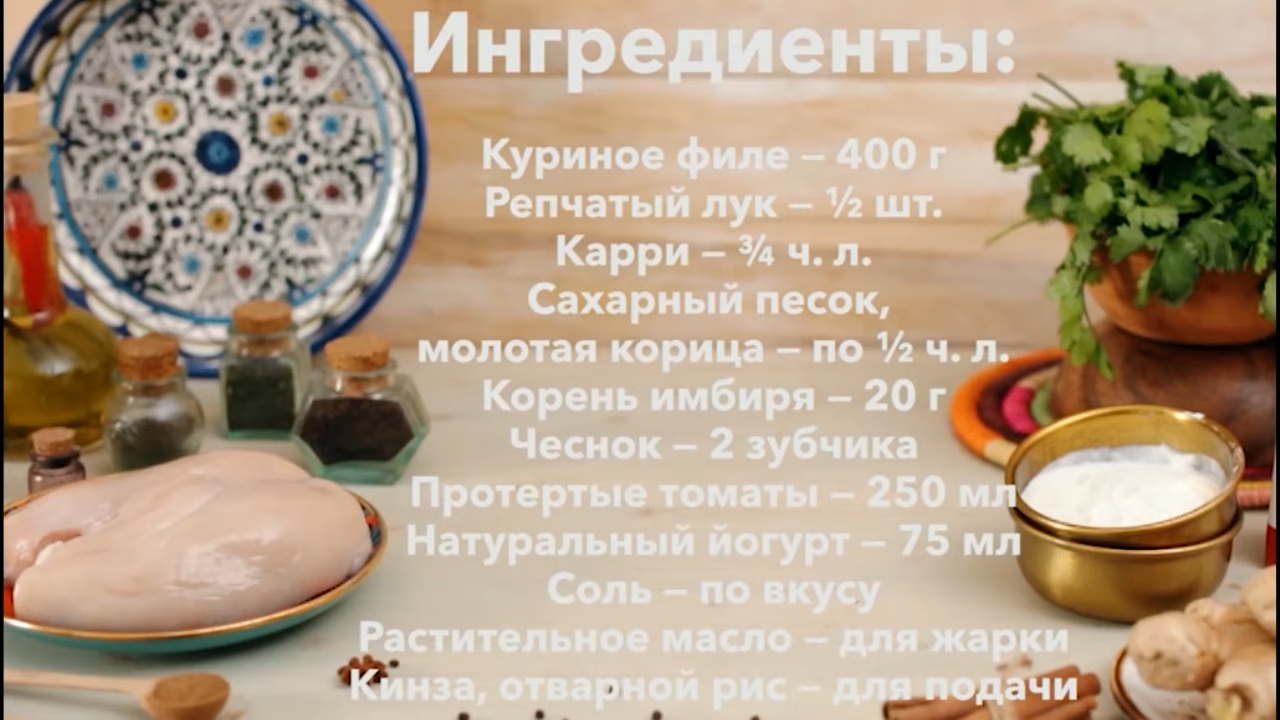 Ингредиенты:
Куриное филе – 400 г
Репчатый лук – ½ шт.
Карри – ¾ ч. л.
Сахарный песок,
молотая корица – по ½ ч. л.
Корень имбиря – 20 г
Чеснок – 2 зубчика
Протертые томаты – 250 мл
Натуральный йогурт – 75 мл
Соль – по вкусу
Растительное масло – для жарки
Кинза, отварной рис – для подачи